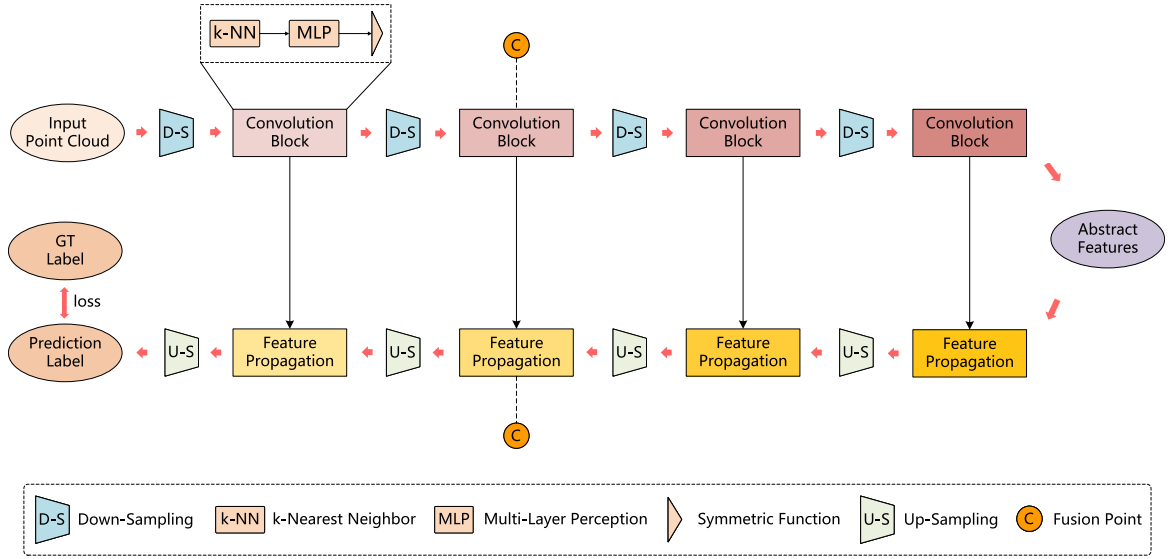 k-NN MLP
C
Input
Point Cloud
D-S
Convolution
Block
D-S
Convolution
Block
D-S
Convolution
Block
D-S
Convolution
Block
GT
Label
Abstract
Features
loss
Prediction
Label
U-S
Feature
Propagation
U-S
Feature
Propagation
U-S
Feature
Propagation
U-S
Feature
Propagation
C
D-S Down-Sampling k-NN k-Nearest Neighbor MLP Multi-Layer Perception Symmetric Function U-S Up-Sampling C Fusion Point